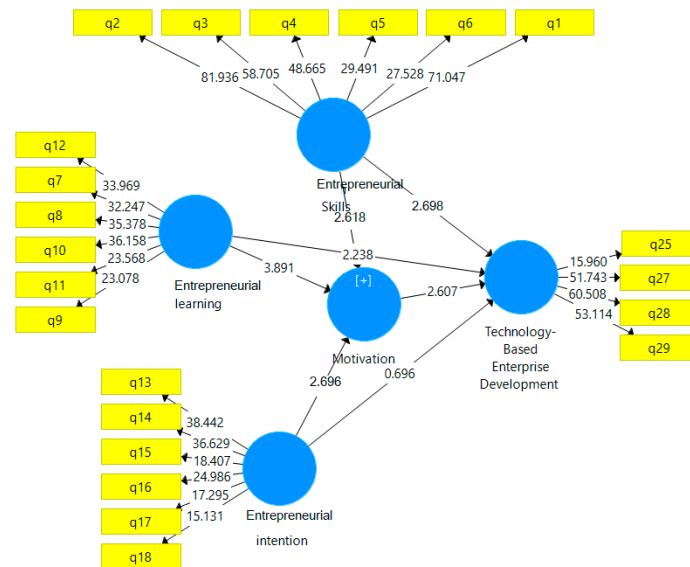 q2
q3
q4
q5
q6
q1
81.936
58.705
48.665
29.491
27.528
71.047
q12
q7
q8
q10
q11
q9
33.969
32.247
35.378
36.158
23.568
23.078
Entrepreneurial
Skills
2.618
2.698
Entrepreneurial
learning
3.891
2.238
[+]
Motivation
2.607
q25
q27
q28
q29
15.960
51.743
60.508
53.114
Technology-
Based
Enterprise
Development
2.696
0.696
q13
q14
q15
q16
q17
q18
38.442
36.629
18.407
24.986
17.295
15.131
Entrepreneurial
intention